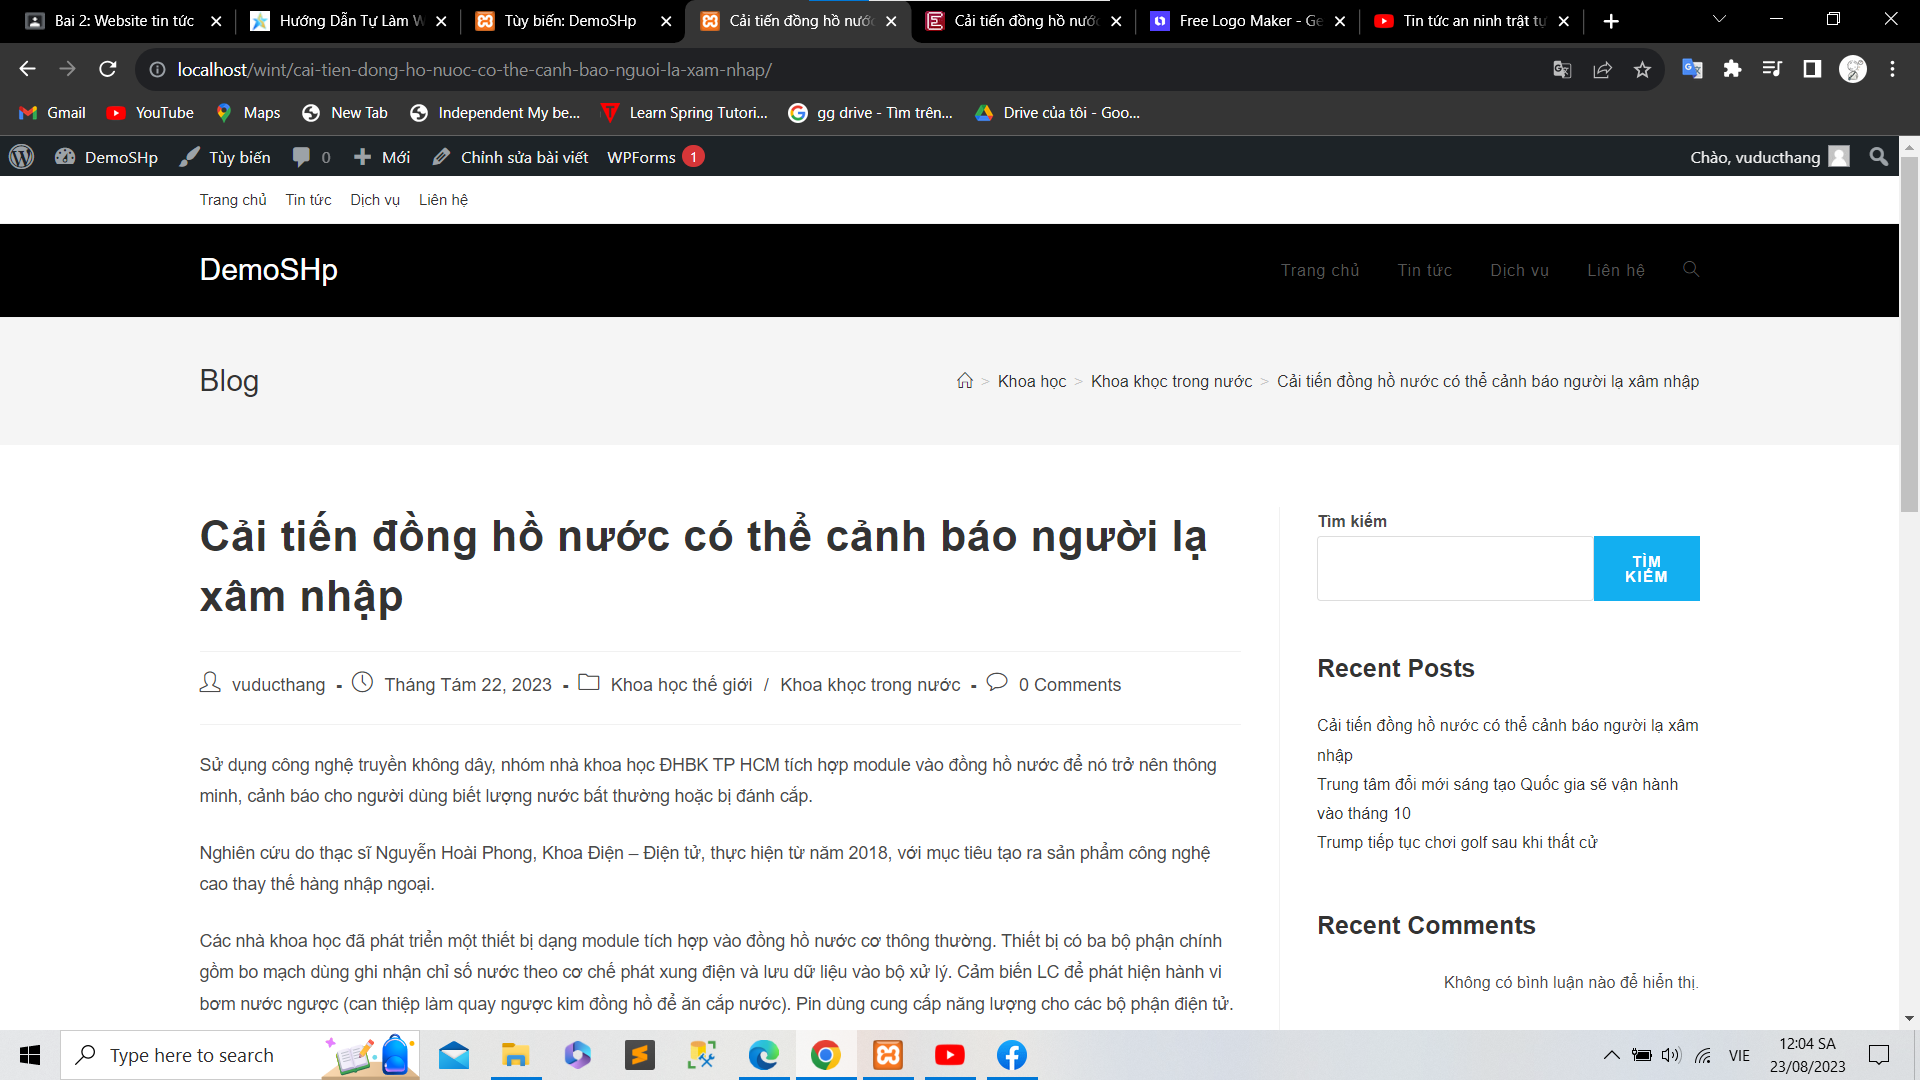 Bai 2: Website tin tức
Hướng Dẫn Tự Làm W
Tùy biến: DemoSHp
Cải tiến đồng hồ nước
Cải tiến đồng hồ nước
Free Logo Maker - Ge
Tin tức an ninh trật tự
localhost/wint/cai-tien-dong-ho-nuoc-co-the-canh-bao-nguoi-la-xam-nhap/
Gmail YouTube Maps New Tab Independent My be... Learn Spring Tutori... gg drive - Tìm trên... Drive của tôi - Goo...
DemoSHp Tùy biến 0 Mới Chỉnh sửa bài viết WPForms 1 Chào, vuducthang
Trang chủ Tin tức Dịch vụ Liên hệ
DemoSHp
Trang chủ Tin tức Dịch vụ Liên hệ
Blog
> Khoa học > Khoa khọc trong nước > Cải tiến đồng hồ nước có thể cảnh báo người lạ xâm nhập
Cải tiến đồng hồ nước có thể cảnh báo người lạ
xâm nhập
vuducthang - Tháng Tám 22, 2023 - Khoa học thế giới / Khoa khọc trong nước - 0 Comments
Sử dụng công nghệ truyền không dây, nhóm nhà khoa học ĐHBK TP HCM tích hợp module vào đồng hồ nước để nó trở nên thông
minh, cảnh báo cho người dùng biết lượng nước bất thường hoặc bị đánh cắp.
Nghiên cứu do thạc sĩ Nguyễn Hoài Phong, Khoa Điện – Điện tử, thực hiện từ năm 2018, với mục tiêu tạo ra sản phẩm công nghệ
cao thay thế hàng nhập ngoại.
Các nhà khoa học đã phát triển một thiết bị dạng module tích hợp vào đồng hồ nước cơ thông thường. Thiết bị có ba bộ phận chính
gồm bo mạch dùng ghi nhận chỉ số nước theo cơ chế phát xung điện và lưu dữ liệu vào bộ xử lý. Cảm biến LC để phát hiện hành vi
bơm nước ngược (can thiệp làm quay ngược kim đồng hồ để ăn cắp nước). Pin dùng cung cấp năng lượng cho các bộ phận điện tử.
Tìm kiếm
TÌM
KIẾM
Recent Posts
Cải tiến đồng hồ nước có thể cảnh báo người lạ xâm
nhập
Trung tâm đổi mới sáng tạo Quốc gia sẽ vận hành
vào tháng 10
Trump tiếp tục chơi golf sau khi thất cử
Recent Comments
Không có bình luận nào để hiển thị.
Type here to search
VIE
12:04 SA
23/08/2023